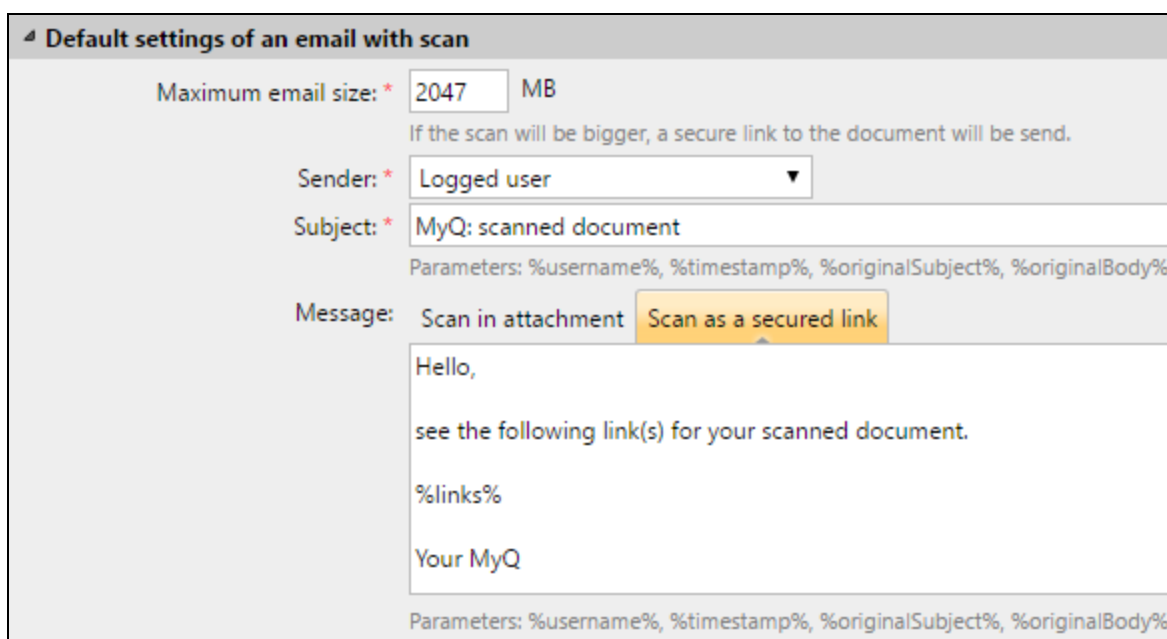 Default settings of an email with scan
Maximum email size: * 2047 MB
If the scan will be bigger, a secure link to the document will be send.
Sender: * Logged user
Subject: * MyQ: scanned document
Parameters: %username%, %timestamp%, %originalSubject%, %originalBody%
Message: Scan in attachment Scan as a secured link
Hello,
see the following link(s) for your scanned document.
%links%
Your MyQ
Parameters: %username%, %timestamp%, %originalSubject%, %originalBody%